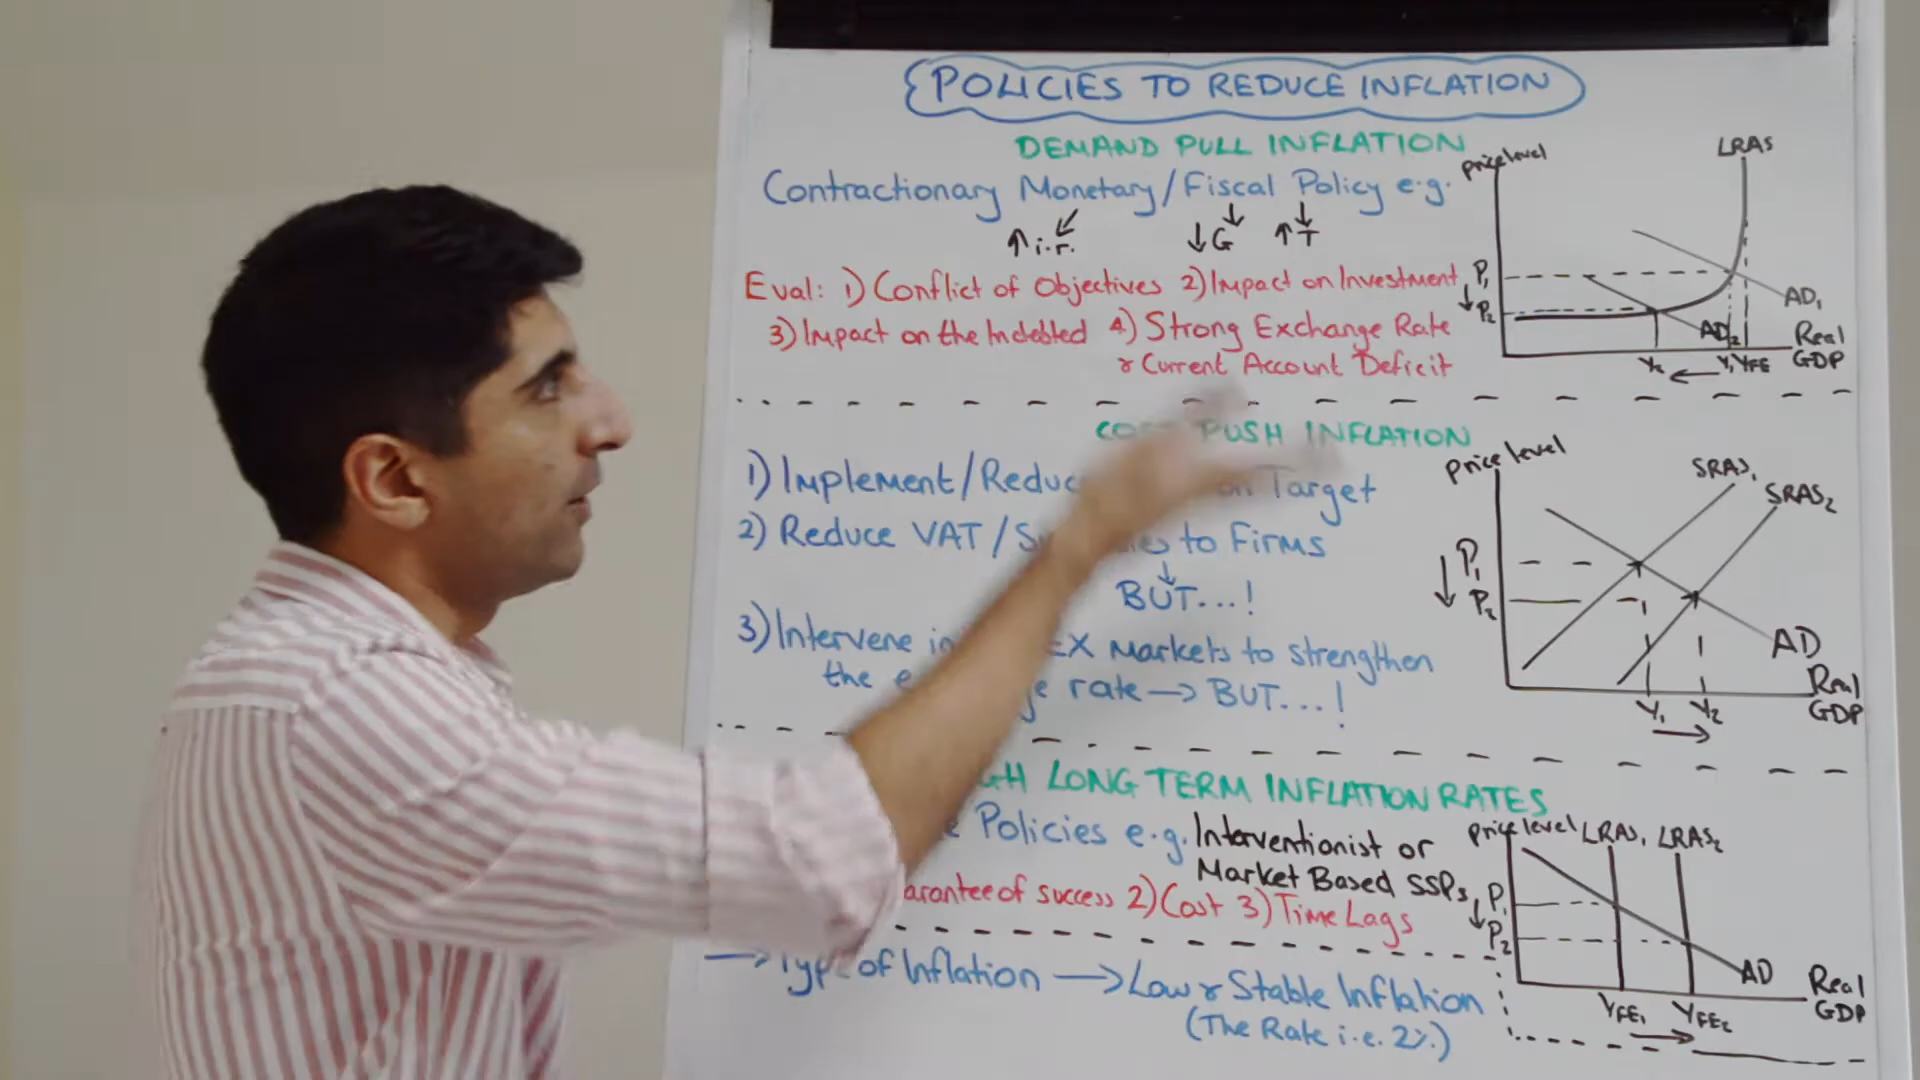 POLICIES TO REDUCE INFLATION
DEMAND PULL INFLATION
Contractionary Monetary/Fiscal Policy e.g.
↑i.r. ↓G ↑T
Eval: 1) Conflict of Objectives 2) Impact on Investment
3) Impact on the Indebted 4) Strong Exchange Rate
& Current Account Deficit
Price level
LRAS
P1
↓P2
AD1
AD2
Real
GDP
Y2 ← Y1 YFE
PUSH INFLATION
1) Implement/ Target
2) Reduce VAT/ to Firms
↓
BUT...!
3) Intervene Markets to strengthen
the rate → BUT...!
Price level
SRAS1
SRAS2
↓P1
P2
AD
Real
GDP
Y1 Y2
→
LONG TERM INFLATION RATES
Policies e.g. Interventionist or
Market Based SSPs
of success 2) Cost 3) Time Lags
Price level LRAS1 LRAS2
P1
↓P2
AD
Real
GDP
YFE1 YFE2
→
→ of Inflation → Low & Stable Inflation
(The Rate i.e. 2%)